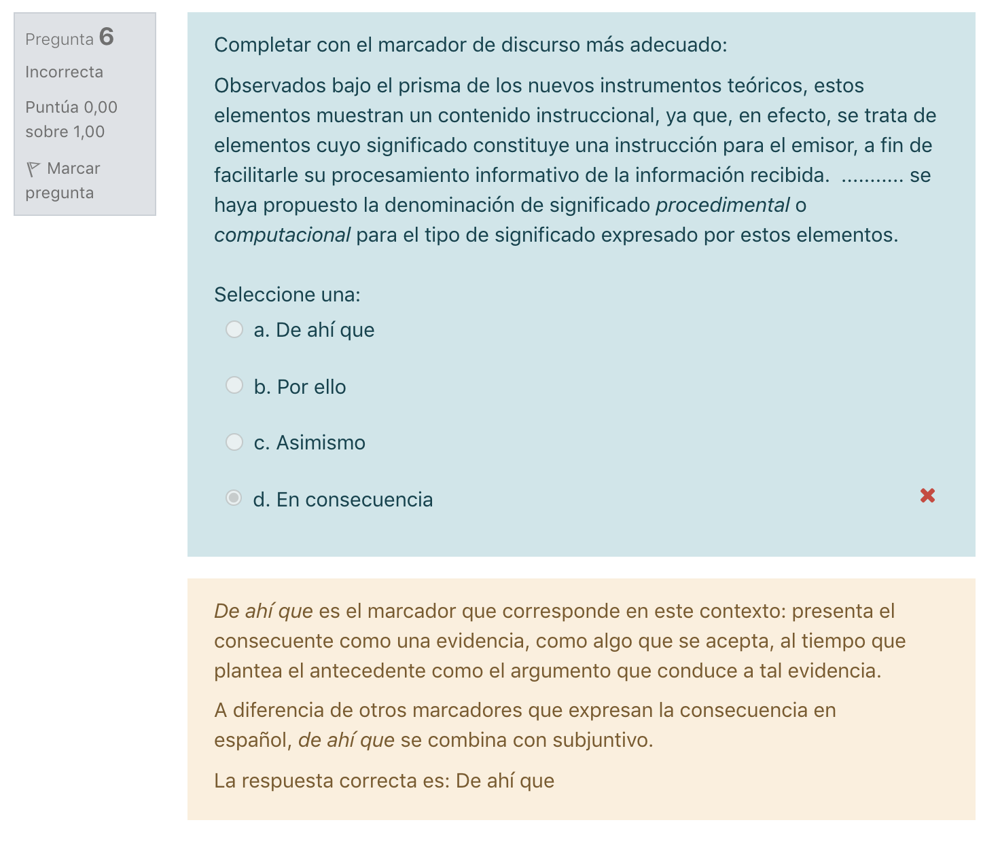 Pregunta 6
Incorrecta
Puntúa 0,00
sobre 1,00
Marcar
pregunta
Completar con el marcador de discurso más adecuado:
Observados bajo el prisma de los nuevos instrumentos teóricos, estos
elementos muestran un contenido instruccional, ya que, en efecto, se trata de
elementos cuyo significado constituye una instrucción para el emisor, a fin de
facilitarle su procesamiento informativo de la información recibida. ........... se
haya propuesto la denominación de significado procedimental o
computacional para el tipo de significado expresado por estos elementos.
Seleccione una:
a. De ahí que
b. Por ello
c. Asimismo
d. En consecuencia
De ahí que es el marcador que corresponde en este contexto: presenta el
consecuente como una evidencia, como algo que se acepta, al tiempo que
plantea el antecedente como el argumento que conduce a tal evidencia.
A diferencia de otros marcadores que expresan la consecuencia en
español, de ahí que se combina con subjuntivo.
La respuesta correcta es: De ahí que